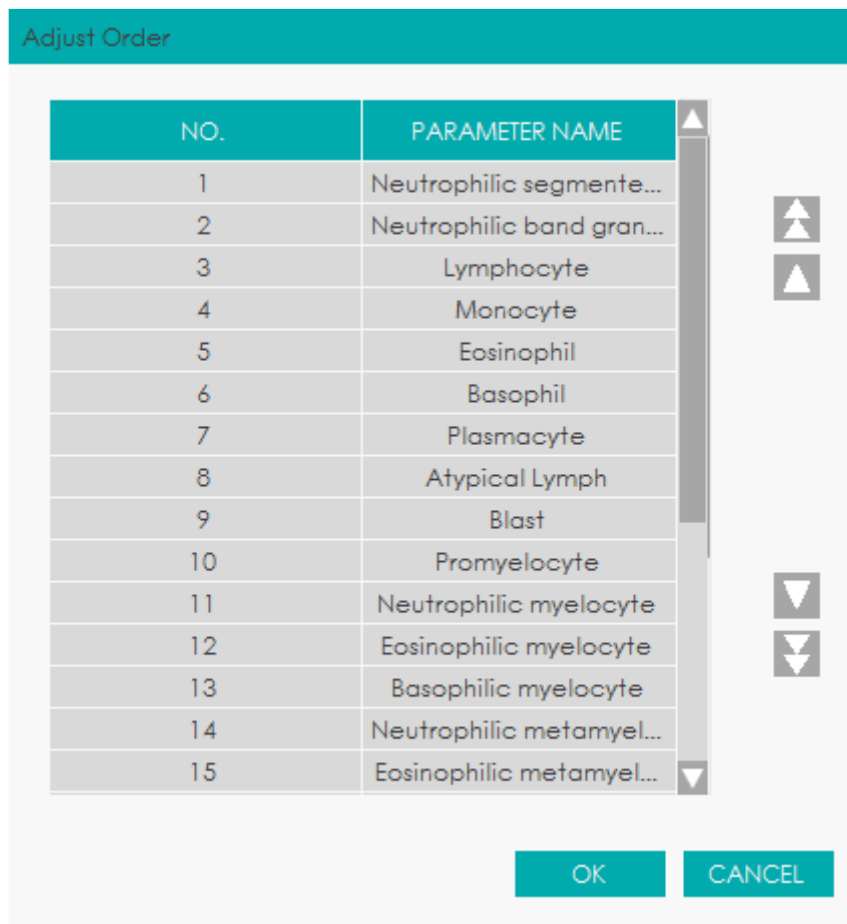 Adjust Order
NO. PARAMETER NAME
1 Neutrophilic segmente...
2 Neutrophilic band gran...
3 Lymphocyte
4 Monocyte
5 Eosinophil
6 Basophil
7 Plasmacyte
8 Atypical Lymph
9 Blast
10 Promyelocyte
11 Neutrophilic myelocyte
12 Eosinophilic myelocyte
13 Basophilic myelocyte
14 Neutrophilic metamyel...
15 Eosinophilic metamyel...
OK CANCEL